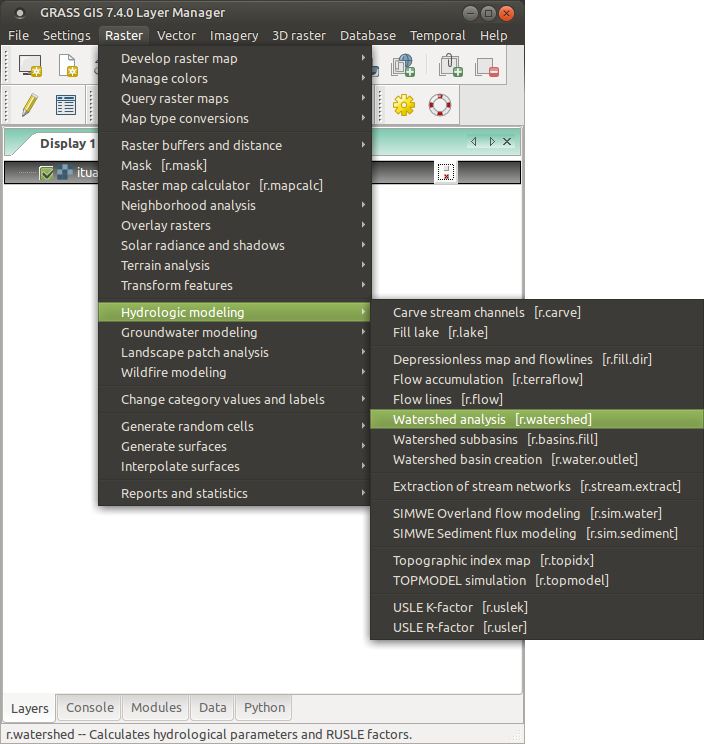 GRASS GIS 7.4.0 Layer Manager
File Settings Raster Vector Imagery 3D raster Database Temporal Help
Develop raster map
Manage colors
Query raster maps
Map type conversions
Raster buffers and distance
Mask [r.mask]
Raster map calculator [r.mapcalc]
Neighborhood analysis
Overlay rasters
Solar radiance and shadows
Terrain analysis
Transform features
Hydrologic modeling
Groundwater modeling
Landscape patch analysis
Wildfire modeling
Change category values and labels
Generate random cells
Generate surfaces
Interpolate surfaces
Reports and statistics
Display 1
Carve stream channels [r.carve]
Fill lake [r.lake]
Depressionless map and flowlines [r.fill.dir]
Flow accumulation [r.terraflow]
Flow lines [r.flow]
Watershed analysis [r.watershed]
Watershed subbasins [r.basins.fill]
Watershed basin creation [r.water.outlet]
Extraction of stream networks [r.stream.extract]
SIMWE Overland flow modeling [r.sim.water]
SIMWE Sediment flux modeling [r.sim.sediment]
Topographic index map [r.topidx]
TOPMODEL simulation [r.topmodel]
USLE K-factor [r.uslek]
USLE R-factor [r.usler]
Layers Console Modules Data Python
r.watershed -- Calculates hydrological parameters and RUSLE factors.